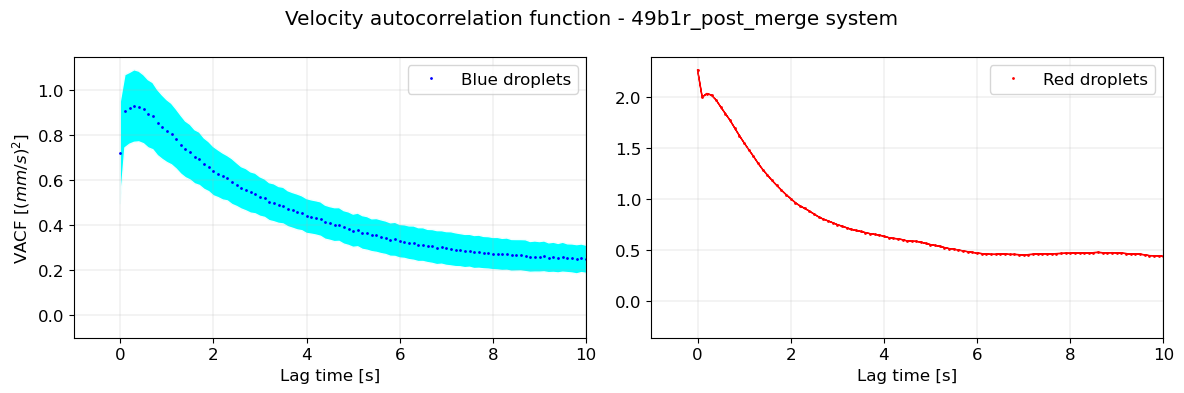 Velocity autocorrelation function - 49b1r_post_merge system
VACF [(mm/s)²]
1.0
0.8
0.6
0.4
0.2
0.0
Blue droplets
0 2 4 6 8 10
Lag time [s]
2.0
1.5
1.0
0.5
0.0
Red droplets
0 2 4 6 8 10
Lag time [s]